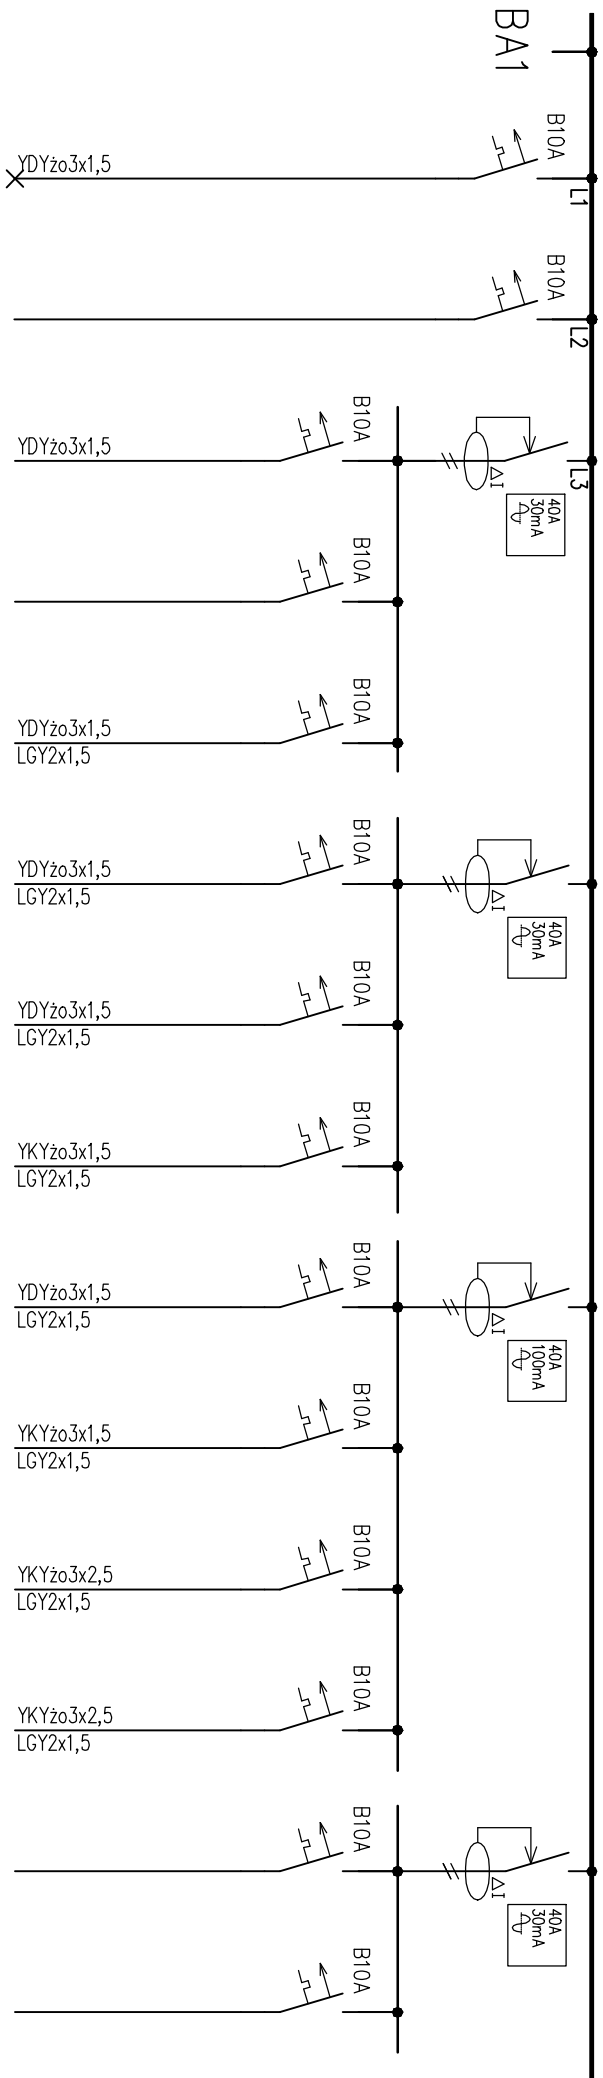 BA1
B10A
YDYżo3x1,5
L1
B10A
L2
B10A
YDYżo3x1,5
L3
ΔI
40A
30mA
B10A
B10A
YDYżo3x1,5
LGY2x1,5
B10A
YDYżo3x1,5
LGY2x1,5
ΔI
40A
30mA
B10A
YDYżo3x1,5
LGY2x1,5
B10A
YKYżo3x1,5
LGY2x1,5
B10A
YDYżo3x1,5
LGY2x1,5
ΔI
40A
100mA
B10A
YKYżo3x1,5
LGY2x1,5
B10A
YKYżo3x2,5
LGY2x1,5
B10A
YKYżo3x2,5
LGY2x1,5
B10A
ΔI
40A
30mA
B10A